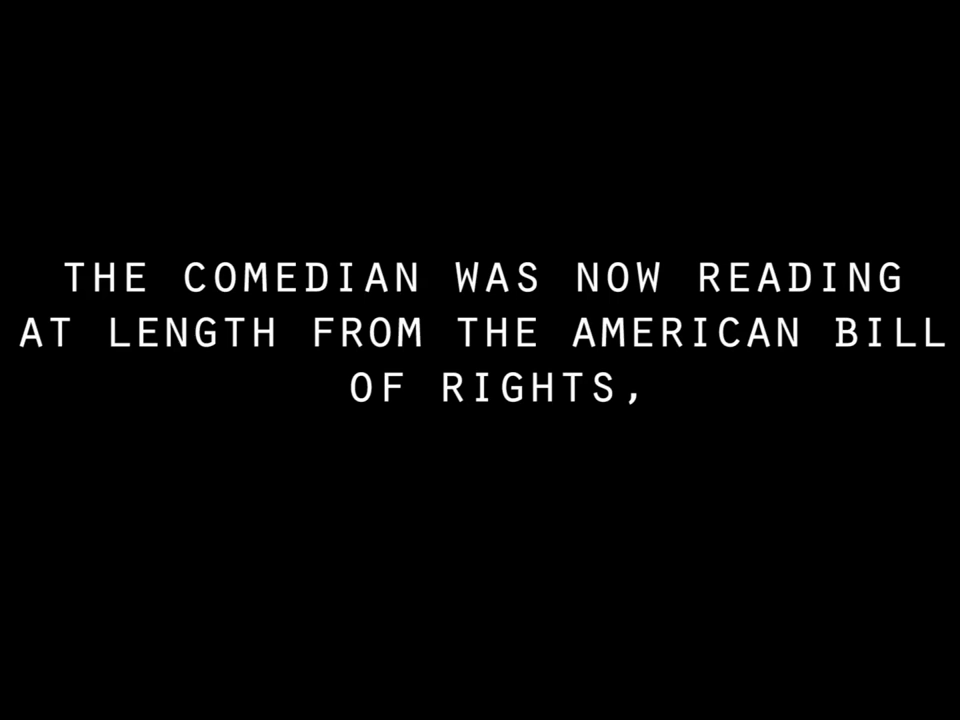 THE COMEDIAN WAS NOW READING
AT LENGTH FROM THE AMERICAN BILL
OF RIGHTS,